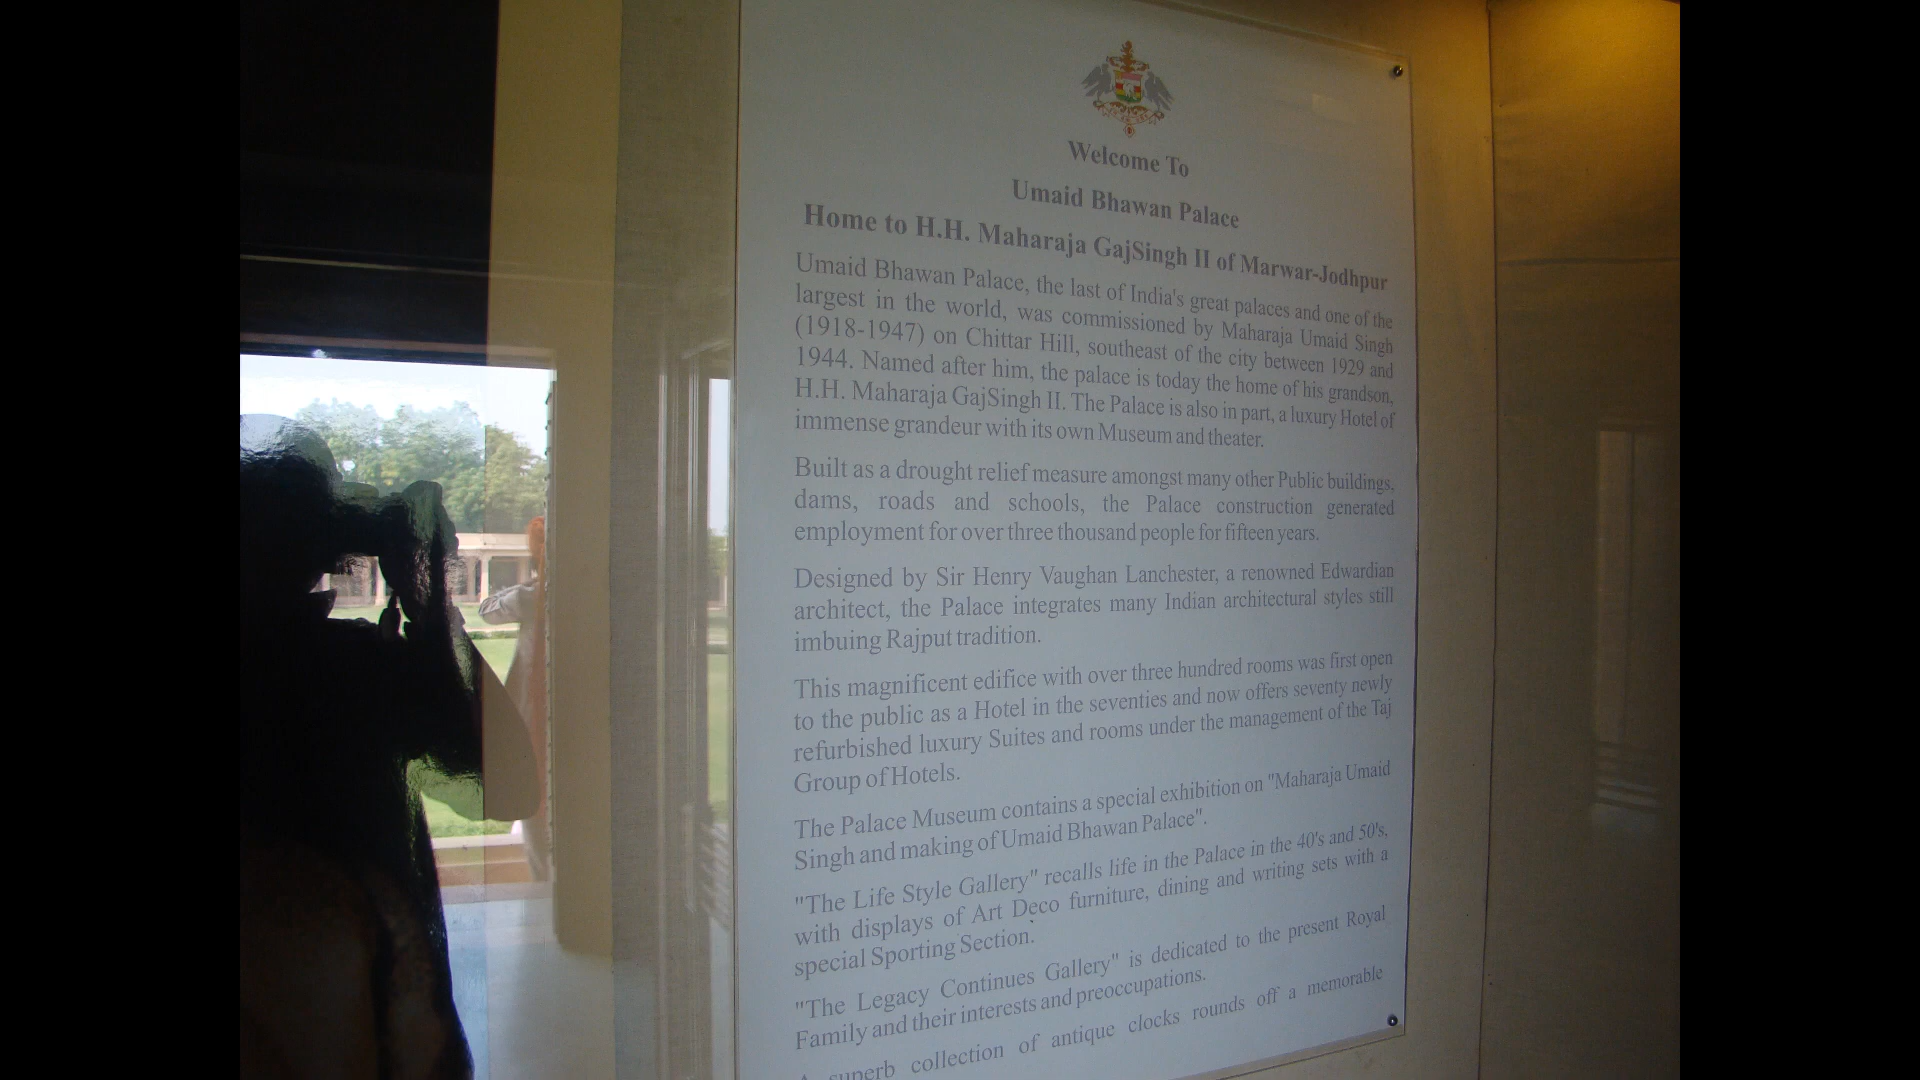 Welcome To
Umaid Bhawan Palace
Home to H.H. Maharaja GajSingh II of Marwar-Jodhpur
Umaid Bhawan Palace, the last of India's great palaces and one of the
largest in the world, was commissioned by Maharaja Umaid Singh
(1918-1947) on Chittar Hill, southeast of the city between 1929 and
1944. Named after him, the palace is today the home of his grandson,
H.H. Maharaja GajSingh II. The Palace is also in part, a luxury Hotel of
immense grandeur with its own Museum and theater.
Built as a drought relief measure amongst many other Public buildings,
dams, roads and schools, the Palace construction generated
employment for over three thousand people for fifteen years.
Designed by Sir Henry Vaughan Lanchester, a renowned Edwardian
architect, the Palace integrates many Indian architectural styles still
imbuing Rajput tradition.
This magnificent edifice with over three hundred rooms was first open
to the public as a Hotel in the seventies and now offers seventy newly
refurbished luxury Suites and rooms under the management of the Taj
Group of Hotels.
The Palace Museum contains a special exhibition on "Maharaja Umaid
Singh and making of Umaid Bhawan Palace".
"The Life Style Gallery" recalls life in the Palace in the 40's and 50's,
with displays of Art Deco furniture, dining and writing sets with a
special Sporting Section.
"The Legacy Continues Gallery" is dedicated to the present Royal
Family and their interests and preoccupations.
A superb collection of antique clocks rounds off a memorable